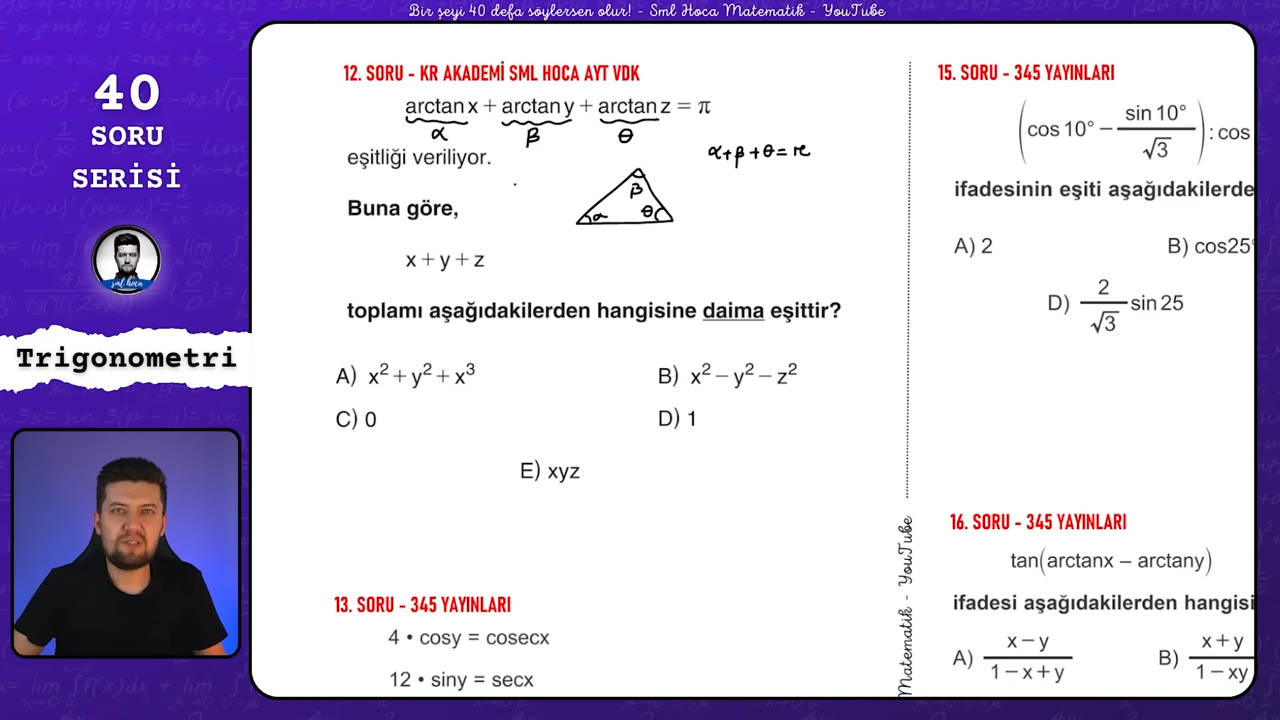 Bir şeyi 40 defa söylersen olur! - Sml Hoca Matematik - YouTube
40
SORU
SERİSİ
sml hoca
Trigonometri
12. SORU - KR AKADEMİ SML HOCA AYT VDK
arctan x + arctan y + arctan z = π
α β θ
α+β+θ=π
eşitliği veriliyor.
β
α θ
Buna göre,
x + y + z
toplamı aşağıdakilerden hangisine daima eşittir?
A) x² + y² + x³
B) x² − y² − z²
C) 0
D) 1
E) xyz
13. SORU - 345 YAYINLARI
4 • cosy = cosecx
12 • siny = secx
Matematik - YouTube
15. SORU - 345 YAYINLARI
(cos 10° − sin 10° / √3) : cos
ifadesinin eşiti aşağıdakilerde
A) 2
B) cos25°
D) 2/√3 sin 25
16. SORU - 345 YAYINLARI
tan(arctanx − arctany)
ifadesi aşağıdakilerden hangisi
A) x − y / 1 − x + y
B) x + y / 1 − xy